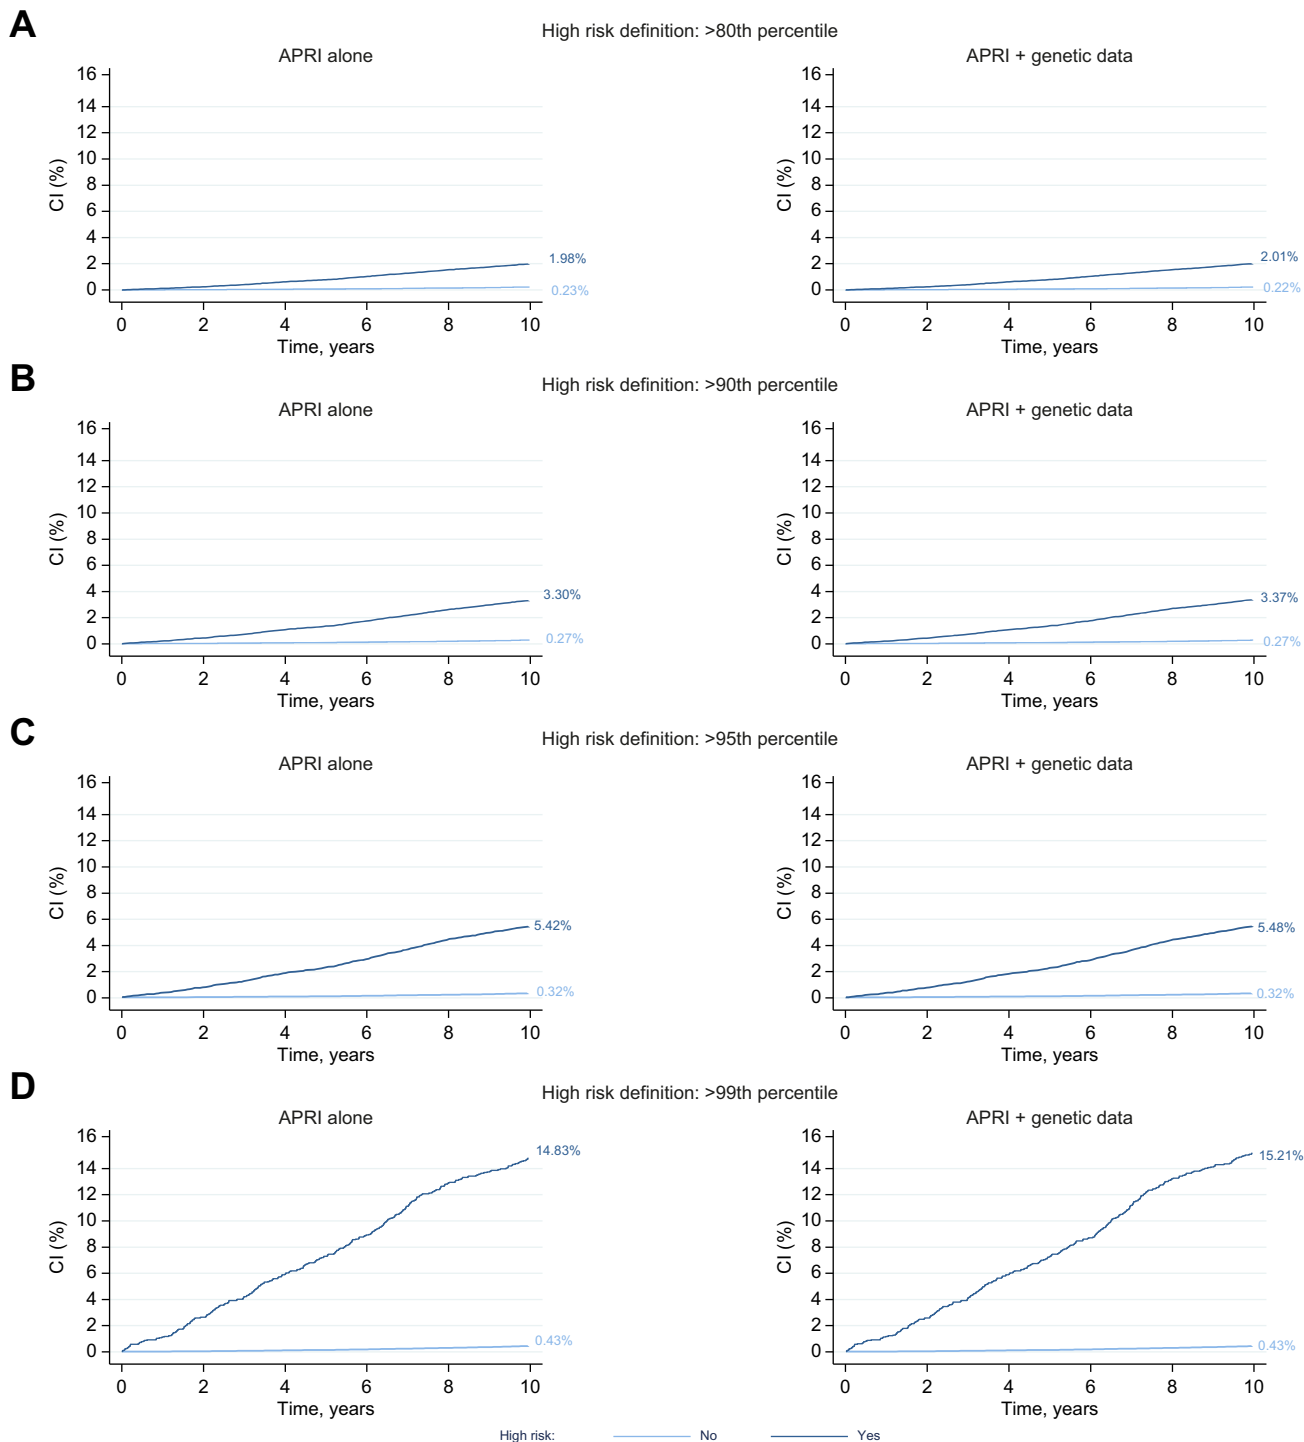 A
High risk definition: >80th percentile
APRI alone
APRI + genetic data
CI (%)
16
14
12
10
8
6
4
2
0
1.98%
0.23%
0 2 4 6 8 10
Time, years
CI (%)
16
14
12
10
8
6
4
2
0
2.01%
0.22%
0 2 4 6 8 10
Time, years
B
High risk definition: >90th percentile
APRI alone
APRI + genetic data
CI (%)
16
14
12
10
8
6
4
2
0
3.30%
0.27%
0 2 4 6 8 10
Time, years
CI (%)
16
14
12
10
8
6
4
2
0
3.37%
0.27%
0 2 4 6 8 10
Time, years
C
High risk definition: >95th percentile
APRI alone
APRI + genetic data
CI (%)
16
14
12
10
8
6
4
2
0
5.42%
0.32%
0 2 4 6 8 10
Time, years
CI (%)
16
14
12
10
8
6
4
2
0
5.48%
0.32%
0 2 4 6 8 10
Time, years
D
High risk definition: >99th percentile
APRI alone
APRI + genetic data
CI (%)
16
14
12
10
8
6
4
2
0
14.83%
0.43%
0 2 4 6 8 10
Time, years
CI (%)
16
14
12
10
8
6
4
2
0
15.21%
0.43%
0 2 4 6 8 10
Time, years
High risk: No Yes